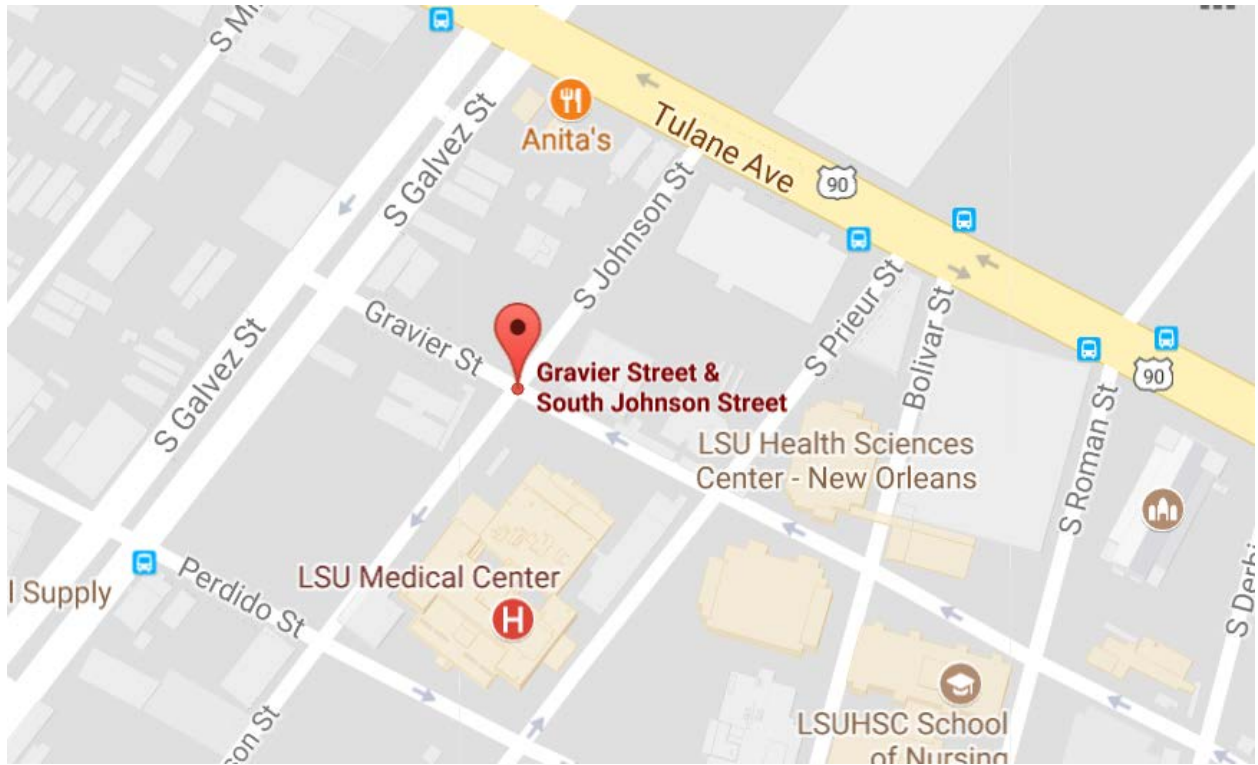 S Galvez St
Anita's
Tulane Ave
90
S Johnson St
S Prieur St
Bolivar St
Gravier St
Gravier Street &
South Johnson Street
90
S Galvez St
LSU Health Sciences
Center - New Orleans
S Roman St
LSU Medical Center
H
l Supply
Perdido St
S Derbi
LSUHSC School
of Nursing
son St